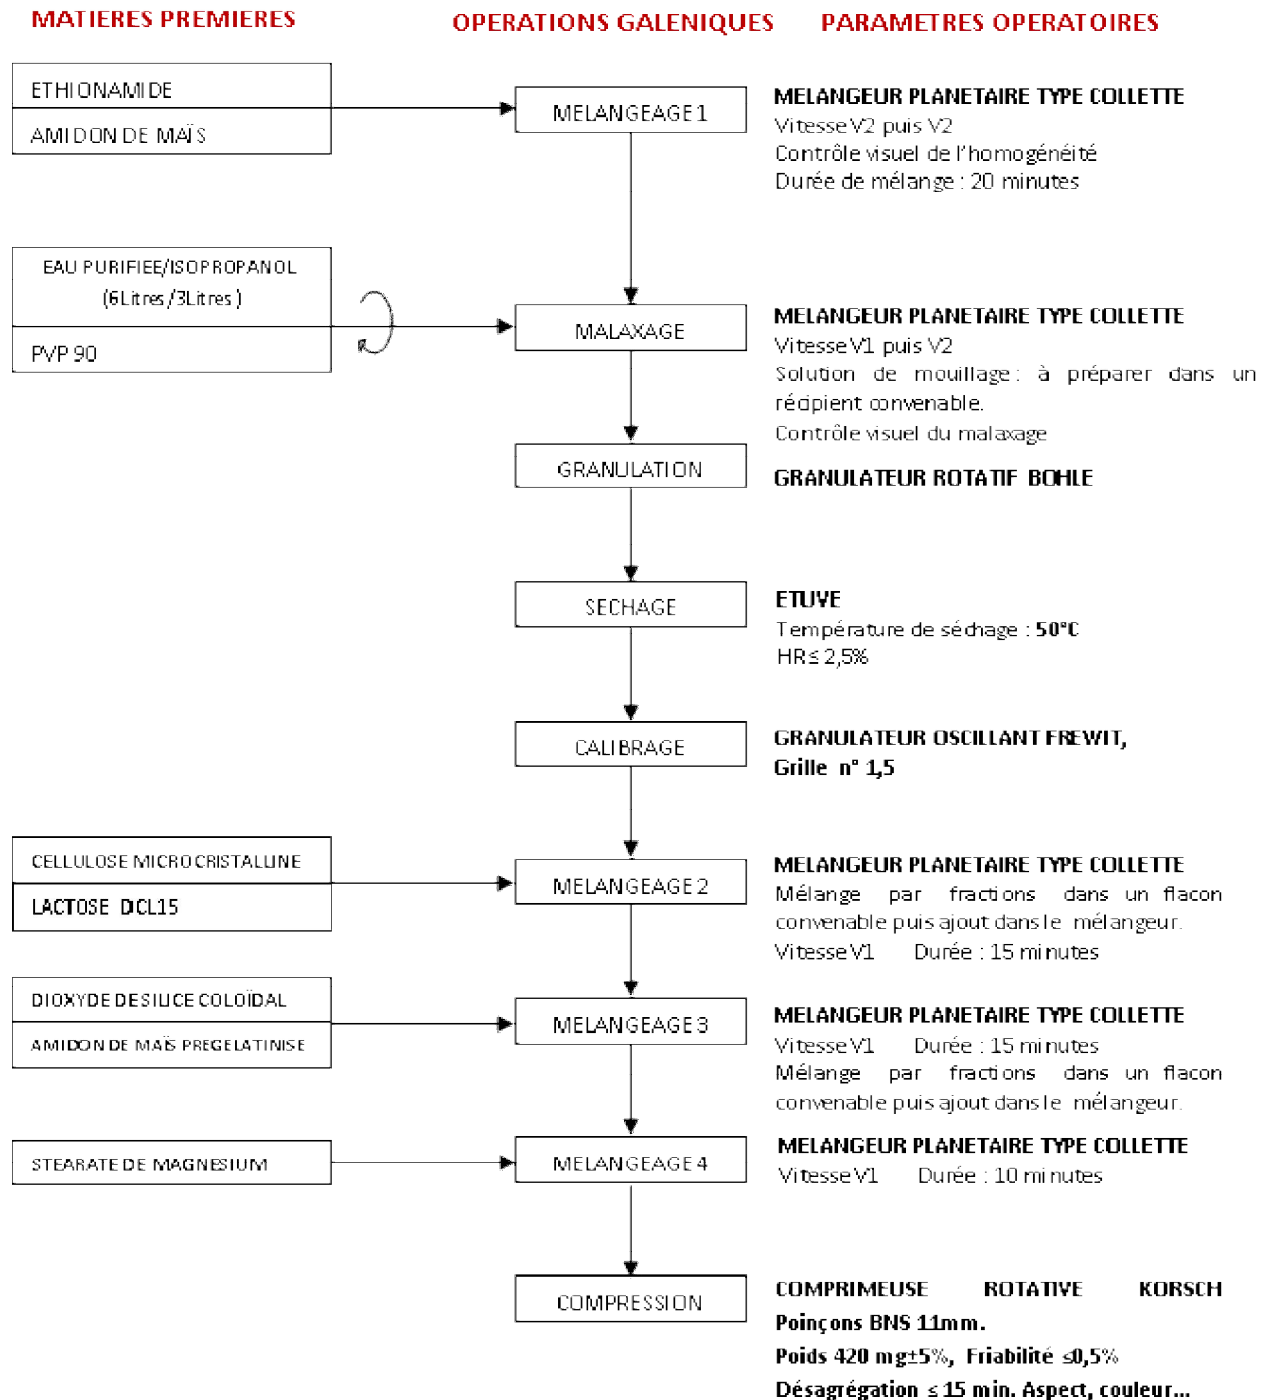 MATIERES PREMIERES
OPERATIONS GALENIQUES
PARAMETRES OPERATOIRES
ETHIONAMIDE
AMIDON DE MAÏS
MELANGEAGE 1
MELANGEUR PLANETAIRE TYPE COLLETTE
Vitesse V2 puis V2
Contrôle visuel de l'homogénéité
Durée de mélange : 20 minutes
EAU PURIFIEE/ISOPROPANOL
(6Litres/3Litres)
PVP 90
MALAXAGE
MELANGEUR PLANETAIRE TYPE COLLETTE
Vitesse V1 puis V2
Solution de mouillage : à préparer dans un
récipient convenable.
Contrôle visuel du malaxage
GRANULATION
GRANULATEUR ROTATIF BOHLE
SECHAGE
ETUVE
Température de séchage : 50°C
HR ≤ 2,5%
CALIBRAGE
GRANULATEUR OSCILLANT FREWIT,
Grille n° 1,5
CELLULOSE MICROCRISTALLINE
LACTOSE DCL15
MELANGEAGE 2
MELANGEUR PLANETAIRE TYPE COLLETTE
Mélange par fractions dans un flacon
convenable puis ajout dans le mélangeur.
Vitesse V1 Durée : 15 minutes
DIOXYDE DE SILICE COLOÏDAL
AMIDON DE MAÏS PREGELATINISE
MELANGEAGE 3
MELANGEUR PLANETAIRE TYPE COLLETTE
Vitesse V1 Durée : 15 minutes
Mélange par fractions dans un flacon
convenable puis ajout dans le mélangeur.
STEARATE DE MAGNESIUM
MELANGEAGE 4
MELANGEUR PLANETAIRE TYPE COLLETTE
Vitesse V1 Durée : 10 minutes
COMPRESSION
COMPRIMEUSE ROTATIVE KORSCH
Poinçons BNS 11mm.
Poids 420 mg±5%, Friabilité ≤0,5%
Désagrégation ≤ 15 min. Aspect, couleur...